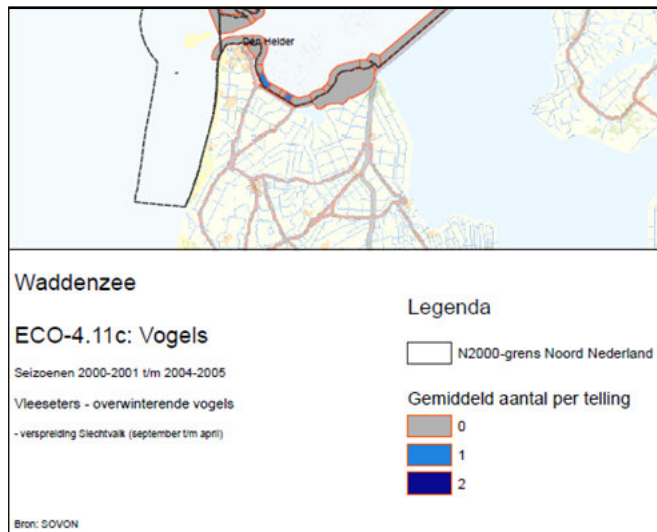 Den Helder
Waddenzee
ECO-4.11c: Vogels
Seizoenen 2000-2001 t/m 2004-2005
Vleeseters - overwinterende vogels
- verspreiding Slechtvalk (september t/m april)
Bron: SOVON
Legenda
N2000-grens Noord Nederland
Gemiddeld aantal per telling
0
1
2